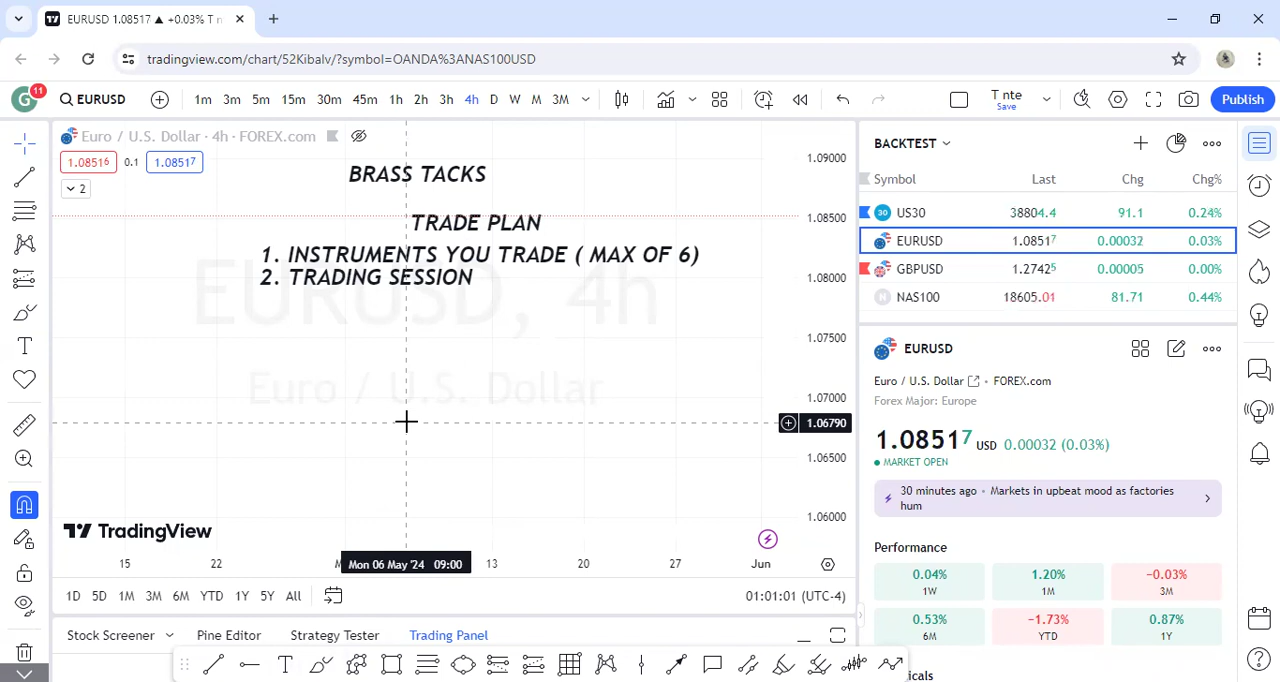 EURUSD 1.08517 ▲ +0.03% T n
tradingview.com/chart/52Kibalv/?symbol=OANDA%3ANAS100USD
G 11 EURUSD 1m 3m 5m 15m 30m 45m 1h 2h 3h 4h D W M 3M T nte Save Publish
Euro / U.S. Dollar · 4h · FOREX.com
1.08516 0.1 1.08517
2
BRASS TACKS
TRADE PLAN
1. INSTRUMENTS YOU TRADE ( MAX OF 6)
2. TRADING SESSION
EURUSD, 4h
Euro / U.S. Dollar
1.09000
1.08500
1.08000
1.07500
1.07000
1.06790
1.06500
1.06000
TradingView
15 22 Mon 06 May '24 09:00 13 20 27 Jun
1D 5D 1M 3M 6M YTD 1Y 5Y All 01:01:01 (UTC-4)
Stock Screener Pine Editor Strategy Tester Trading Panel
BACKTEST
Symbol Last Chg Chg%
30 US30 38804.4 91.1 0.24%
EURUSD 1.08517 0.00032 0.03%
GBPUSD 1.27425 0.00005 0.00%
N NAS100 18605.01 81.71 0.44%
EURUSD
Euro / U.S. Dollar • FOREX.com
Forex Major: Europe
1.08517 USD 0.00032 (0.03%)
MARKET OPEN
30 minutes ago • Markets in upbeat mood as factories
hum
Performance
0.04% 1.20% −0.03%
1W 1M 3M
0.53% −1.73% 0.87%
6M YTD 1Y